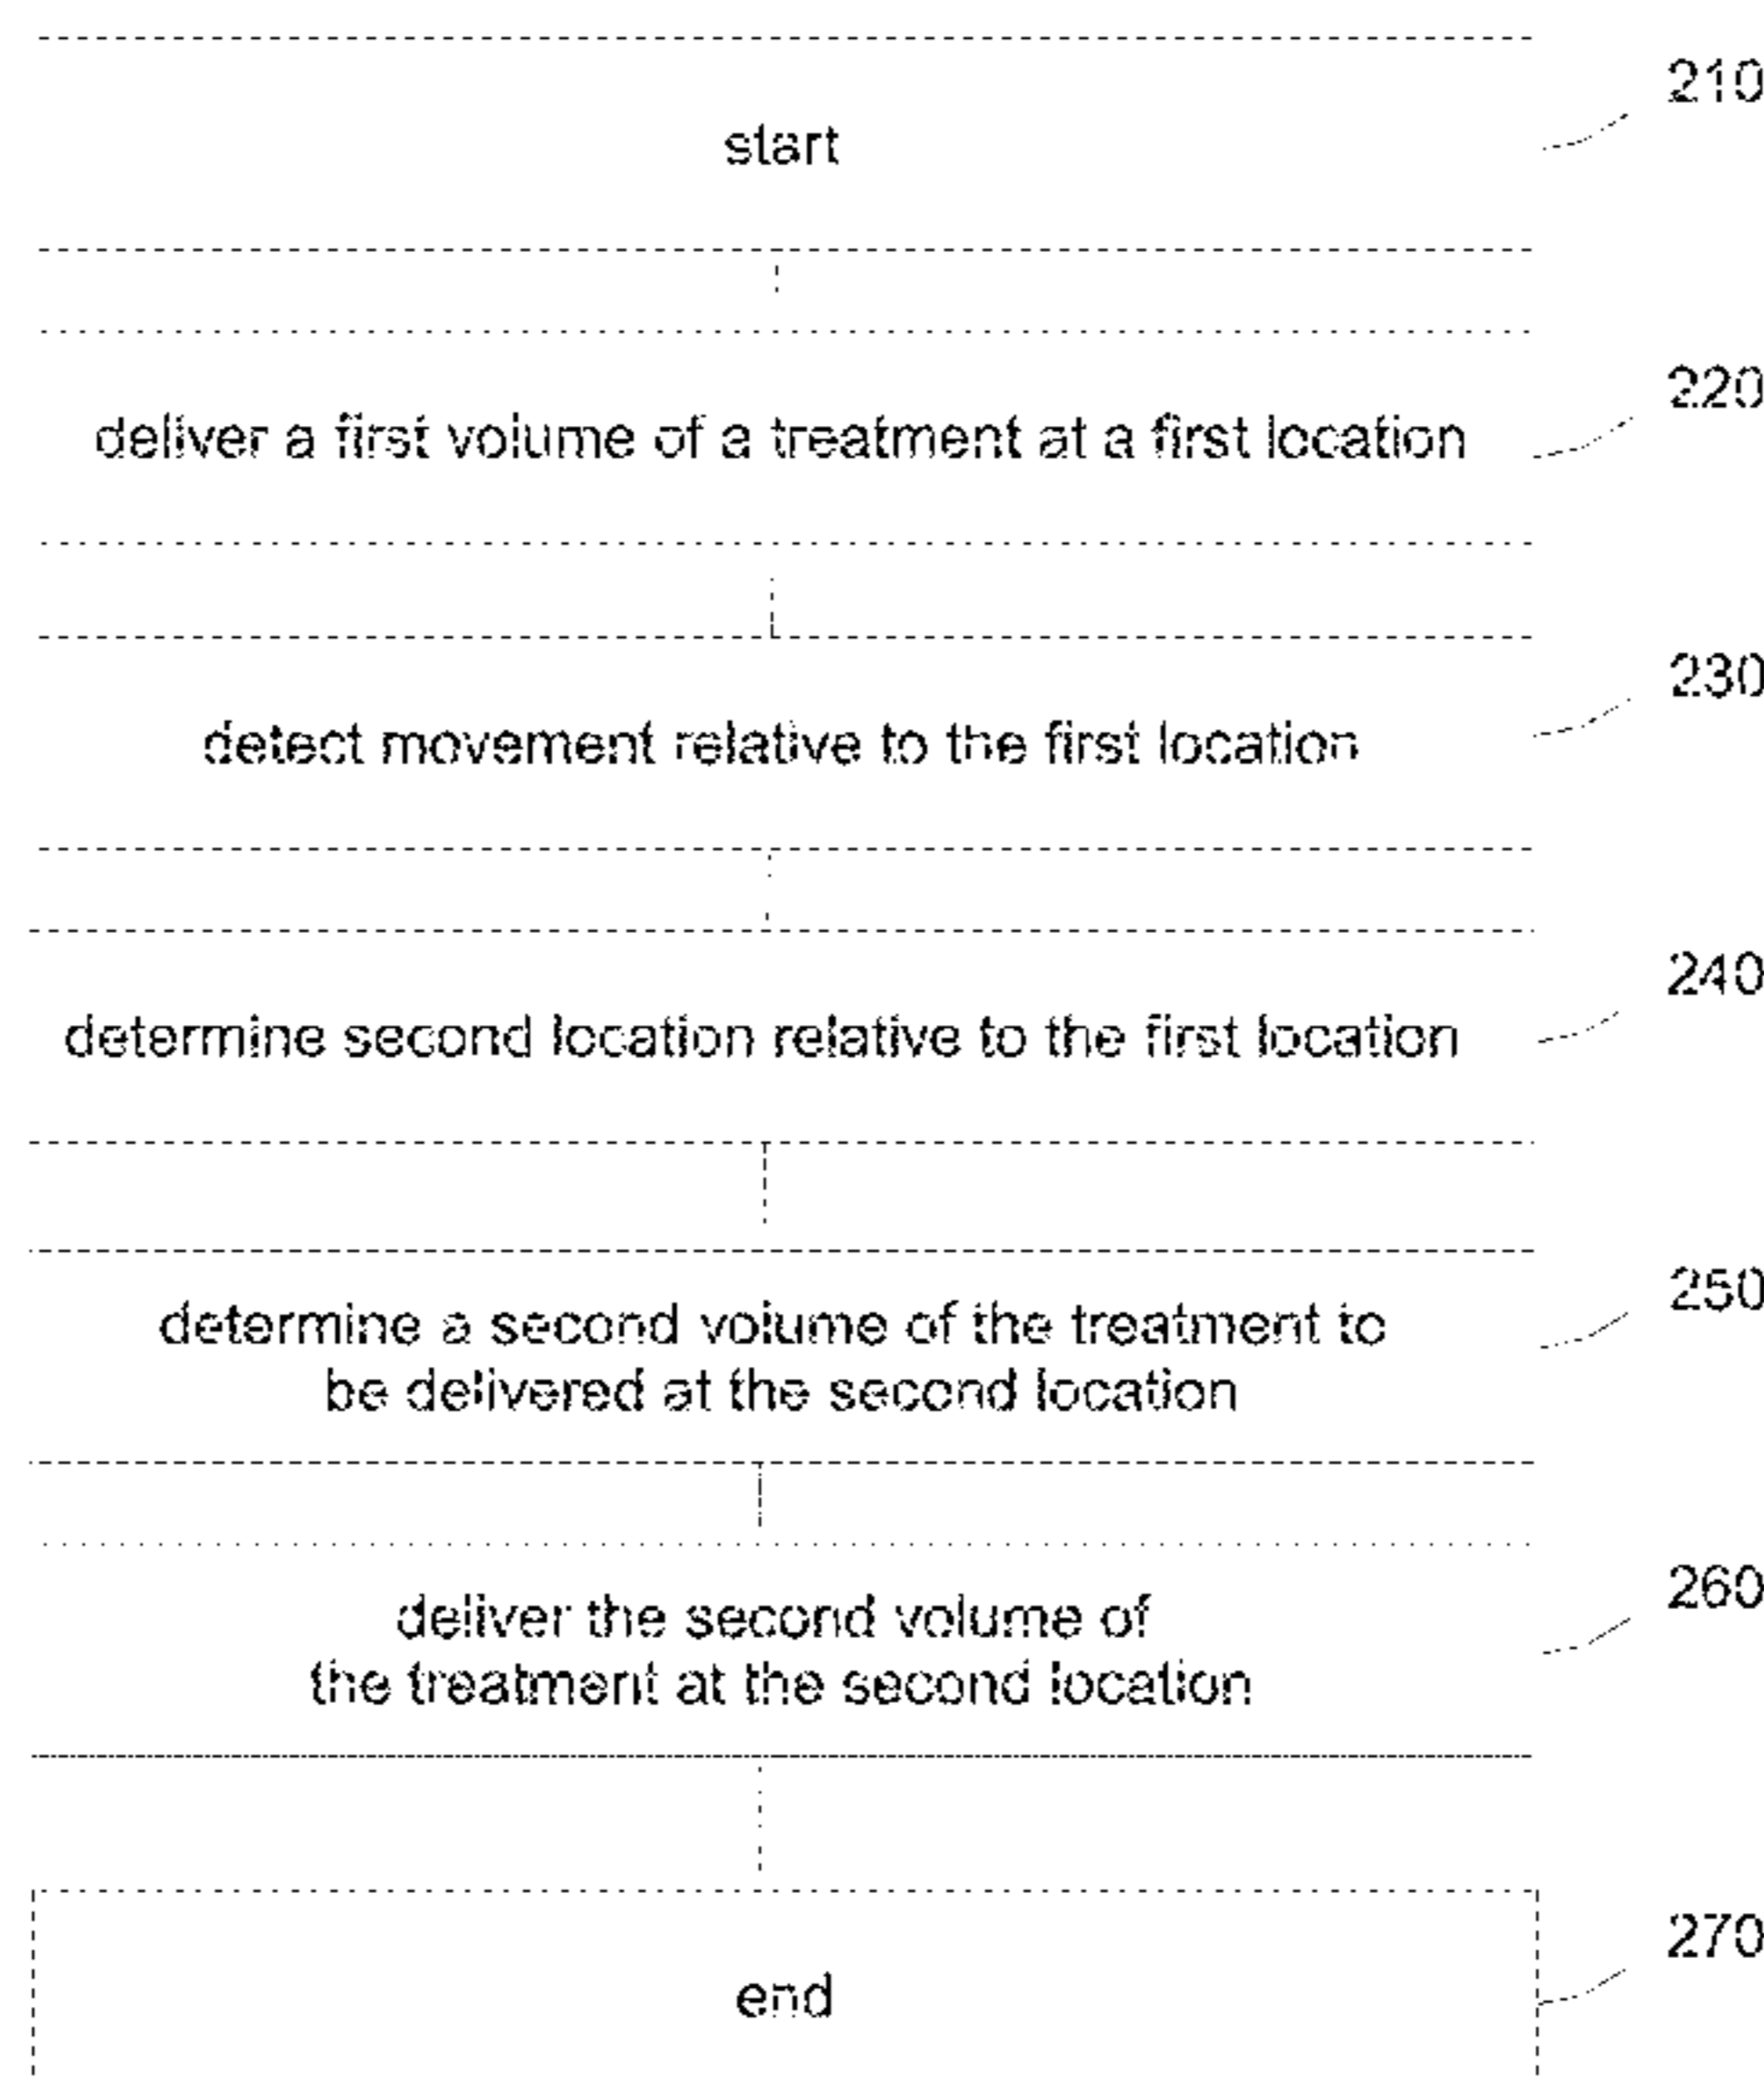 210
start
220
deliver a first volume of a treatment at a first location
230
detect movement relative to the first location
240
determine second location relative to the first location
250
determine a second volume of the treatment to
be delivered at the second location
260
deliver the second volume of
the treatment at the second location
270
end